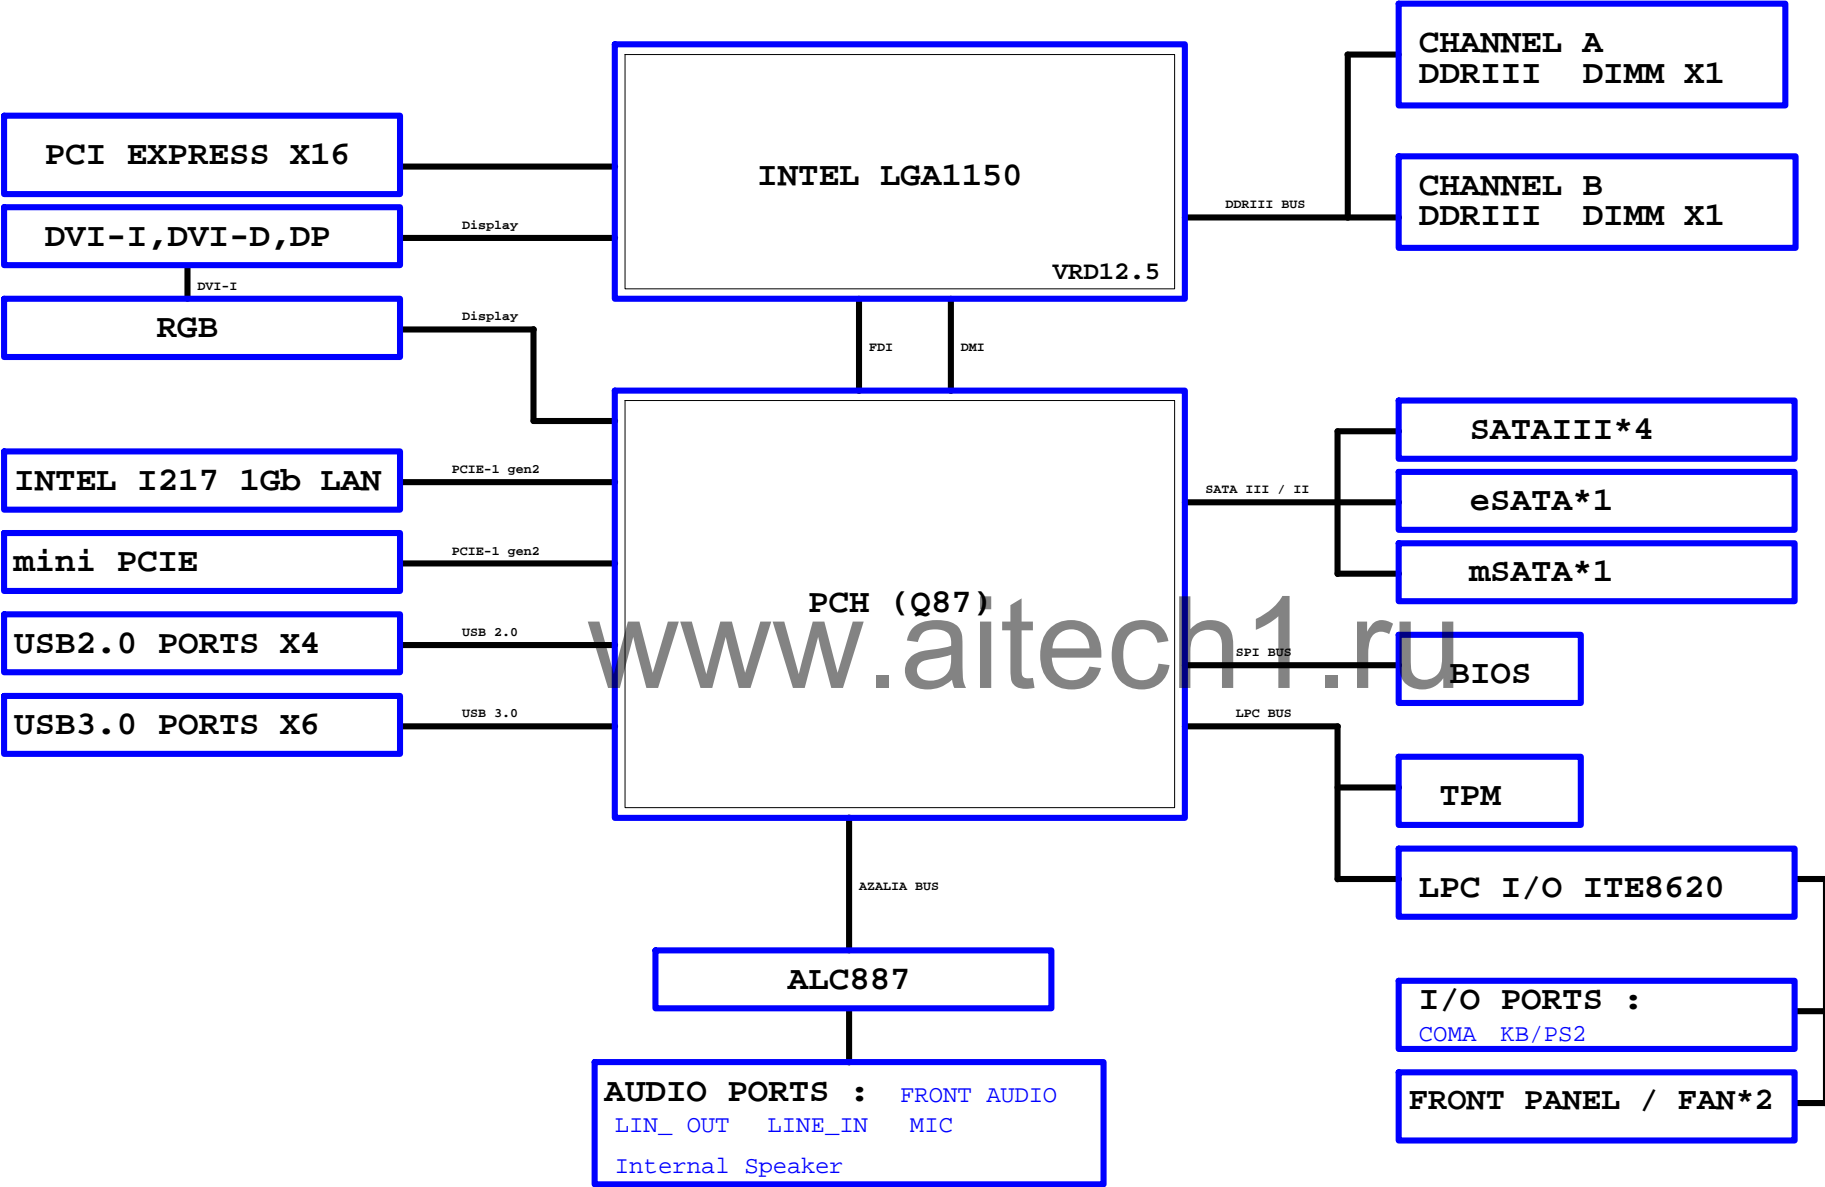 CHANNEL A
DDRIII DIMM X1
PCI EXPRESS X16
INTEL LGA1150
VRD12.5
CHANNEL B
DDRIII DIMM X1
DDRIII BUS
DVI-I,DVI-D,DP
Display
DVI-I
RGB
Display
FDI
DMI
INTEL I217 1Gb LAN
PCIE-1 gen2
mini PCIE
PCIE-1 gen2
USB2.0 PORTS X4
USB 2.0
USB3.0 PORTS X6
USB 3.0
PCH (Q87)
www.aitech1.ru
SATA III / II
SATAIII*4
eSATA*1
mSATA*1
SPI BUS
BIOS
LPC BUS
TPM
LPC I/O ITE8620
AZALIA BUS
ALC887
I/O PORTS :
COMA KB/PS2
FRONT PANEL / FAN*2
AUDIO PORTS : FRONT AUDIO
LIN_ OUT LINE_IN MIC
Internal Speaker